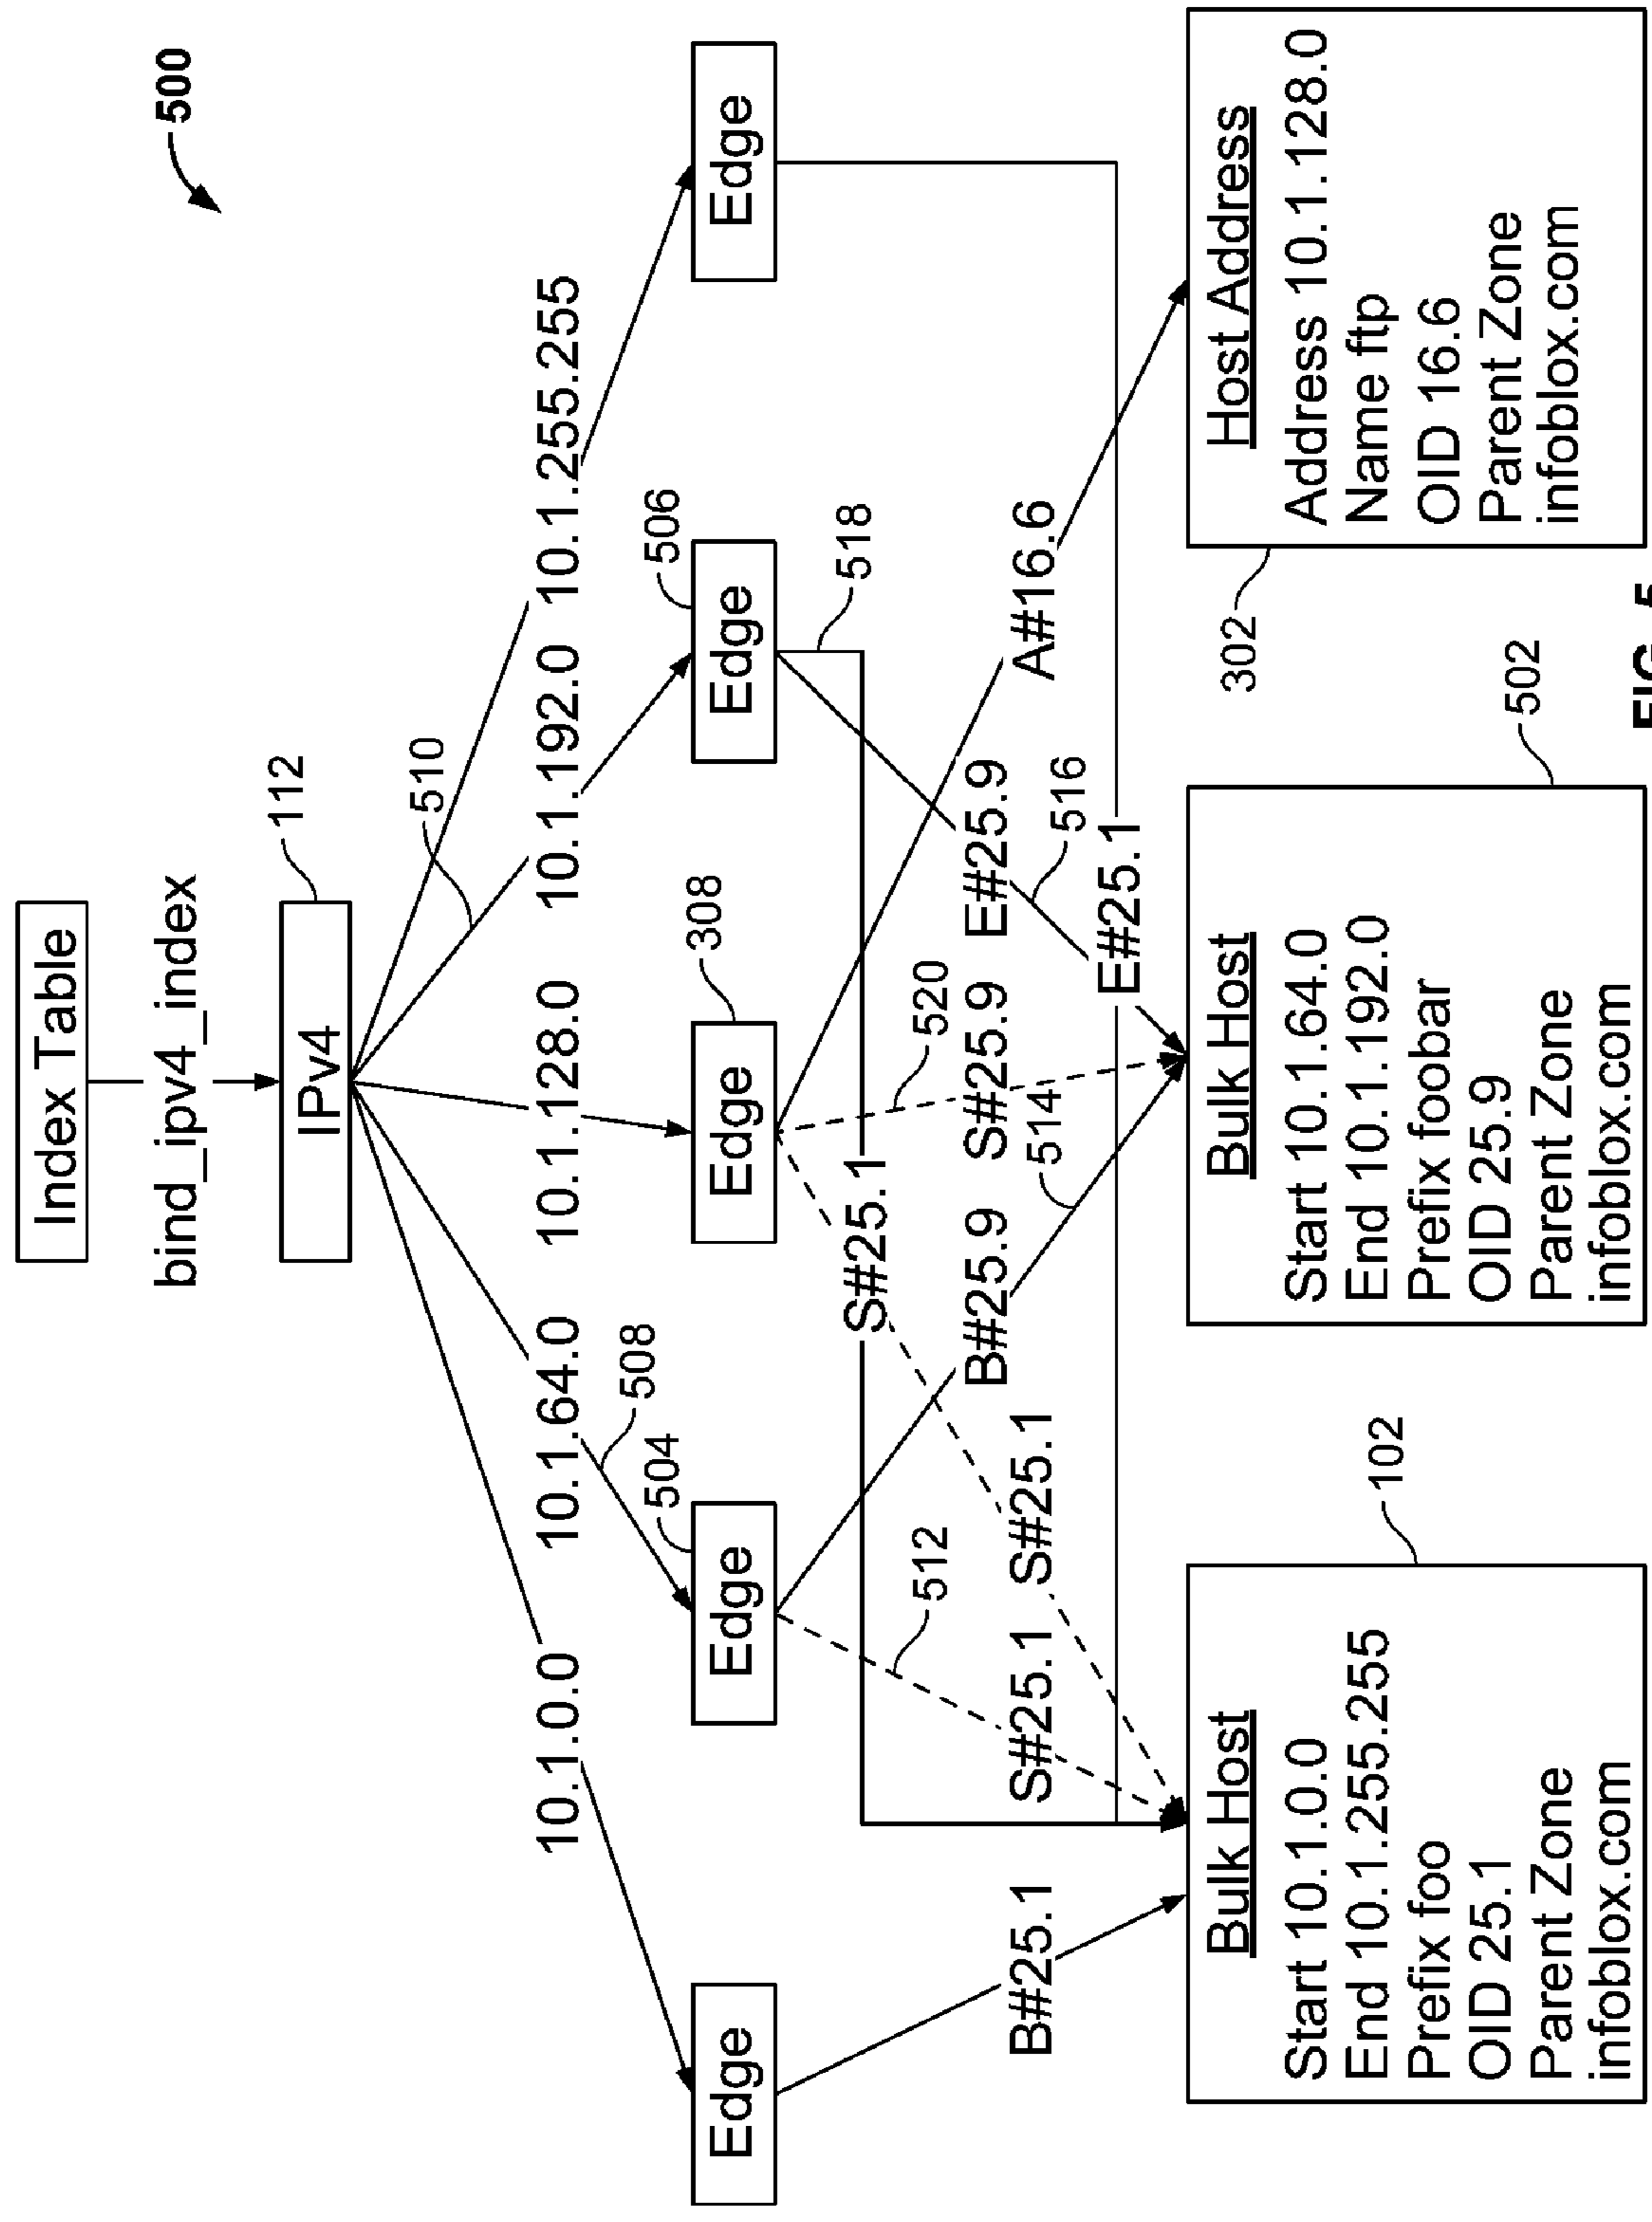 500
Index Table
bind_ipv4_index
IPv4
112
510
10.1.0.0
10.1.64.0
10.1.128.0
10.1.192.0
10.1.255.255
508
504
308
506
Edge
Edge
Edge
Edge
Edge
518
S#25.1
512
520
B#25.9
S#25.9
E#25.9
B#25.1
S#25.1
S#25.1
514
516
A#16.6
E#25.1
Bulk Host
Start 10.1.0.0
End 10.1.255.255
Prefix foo
OID 25.1
Parent Zone
infoblox.com
102
Bulk Host
Start 10.1.64.0
End 10.1.192.0
Prefix foobar
OID 25.9
Parent Zone
infoblox.com
502
Host Address
Address 10.1.128.0
Name ftp
OID 16.6
Parent Zone
infoblox.com
302